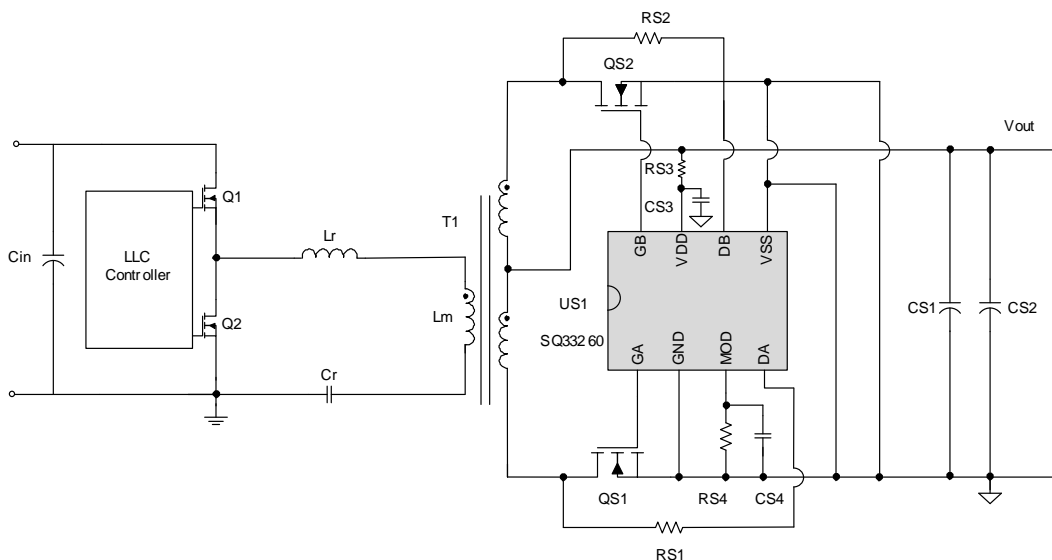 RS2
QS2
Vout
RS3
CS3
Q1
T1
GB
VDD
DB
VSS
Lr
Cin
LLC
Controller
US1
CS1
CS2
Lm
Q2
SQ33260
GA
GND
MOD
DA
Cr
QS1
RS4
CS4
RS1